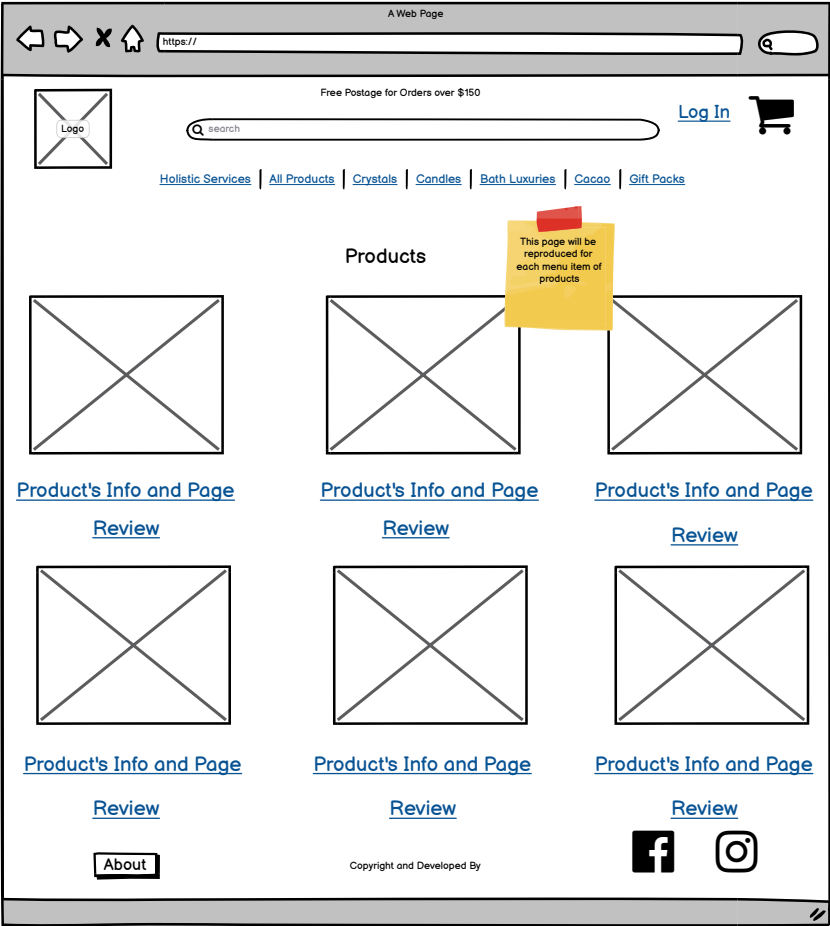 A Web Page
https://
Free Postage for Orders over $150
Logo
search
Log In
Holistic Services All Products Crystals Candles Bath Luxuries Cacao Gift Packs
This page will be
reproduced for
each menu item of
products
Products
Product's Info and Page Product's Info and Page Product's Info and Page
Review Review Review
Product's Info and Page Product's Info and Page Product's Info and Page
Review Review Review
About
Copyright and Developed By